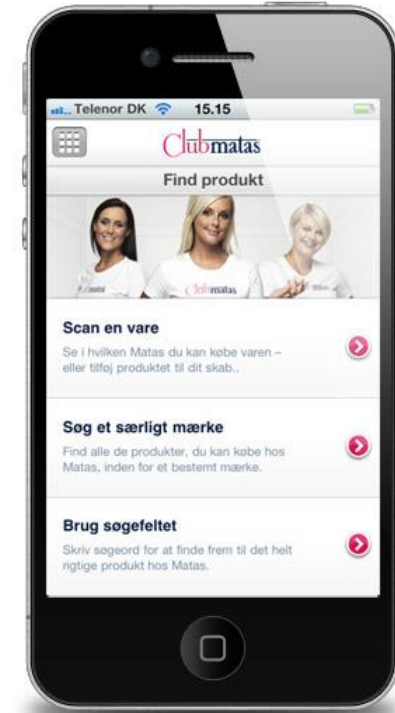 Telenor DK
15.15
Clubmatas
Find produkt
Clubmatas
Scan en vare
Se i hvilken Matas du kan købe varen –
eller tilføj produktet til dit skab..
Søg et særligt mærke
Find alle de produkter, du kan købe hos
Matas, inden for et bestemt mærke.
Brug søgefeltet
Skriv søgeord for at finde frem til det helt
rigtige produkt hos Matas.